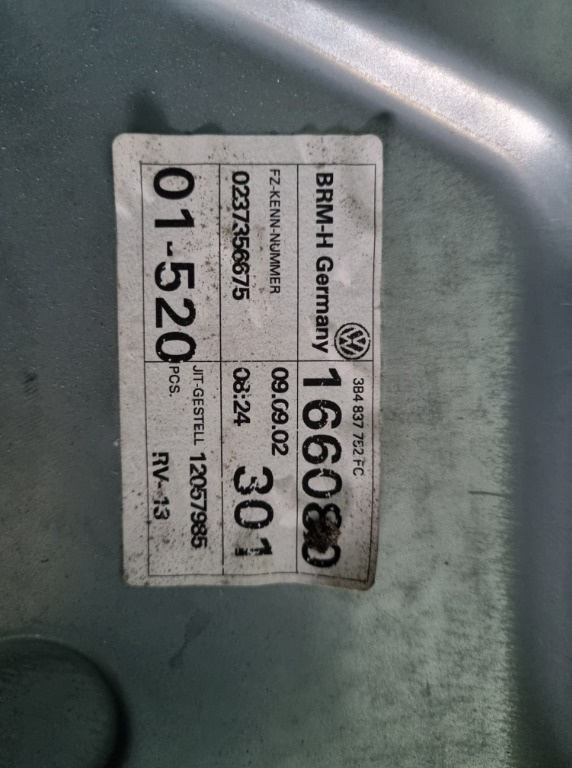 BRM-H Germany
3B4 837 752 FC
166080
FZ-KENN-NUMMER
0237356675
09.09.02
08:24
301
01-520
PCS.
JIT-GESTELL 12057985
RV-13